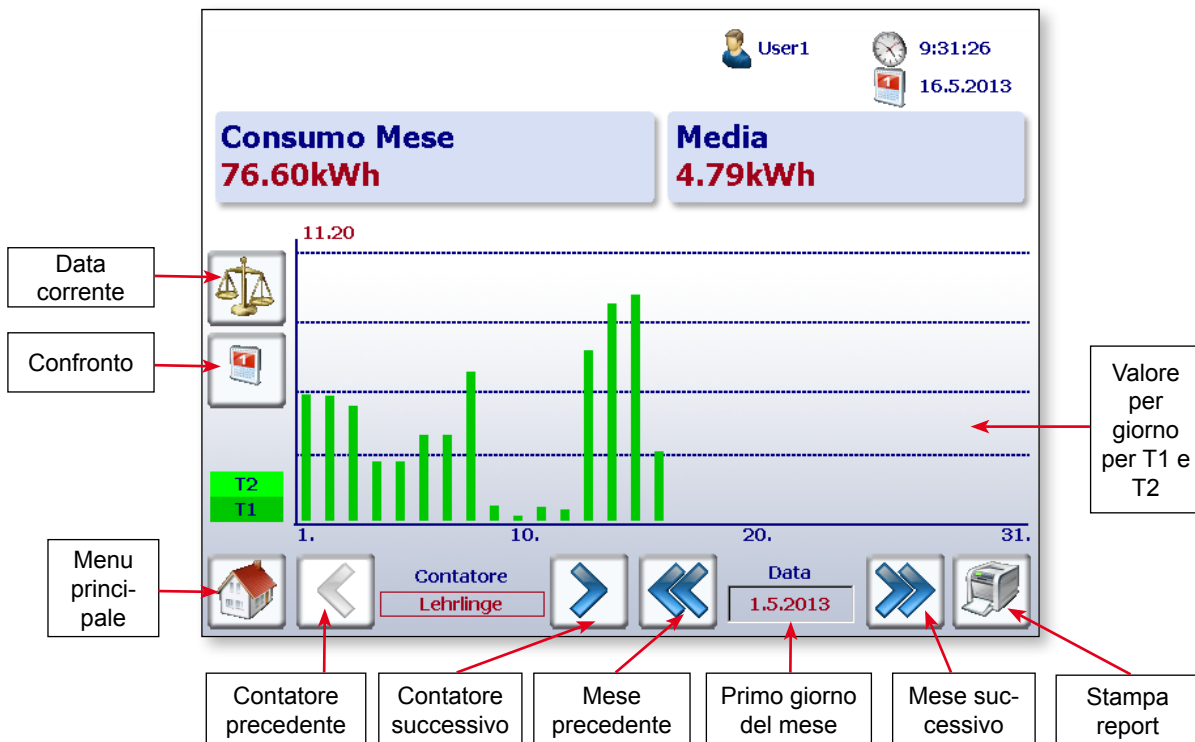 User1
9:31:26
16.5.2013
Consumo Mese
76.60kWh
Media
4.79kWh
11.20
Data
corrente
Confronto
Valore
per
giorno
per T1 e
T2
T2
T1
1.
10.
20.
31.
Menu
princi-
pale
Contatore
Lehrlinge
Data
1.5.2013
Contatore
precedente
Contatore
successivo
Mese
precedente
Primo giorno
del mese
Mese suc-
cessivo
Stampa
report